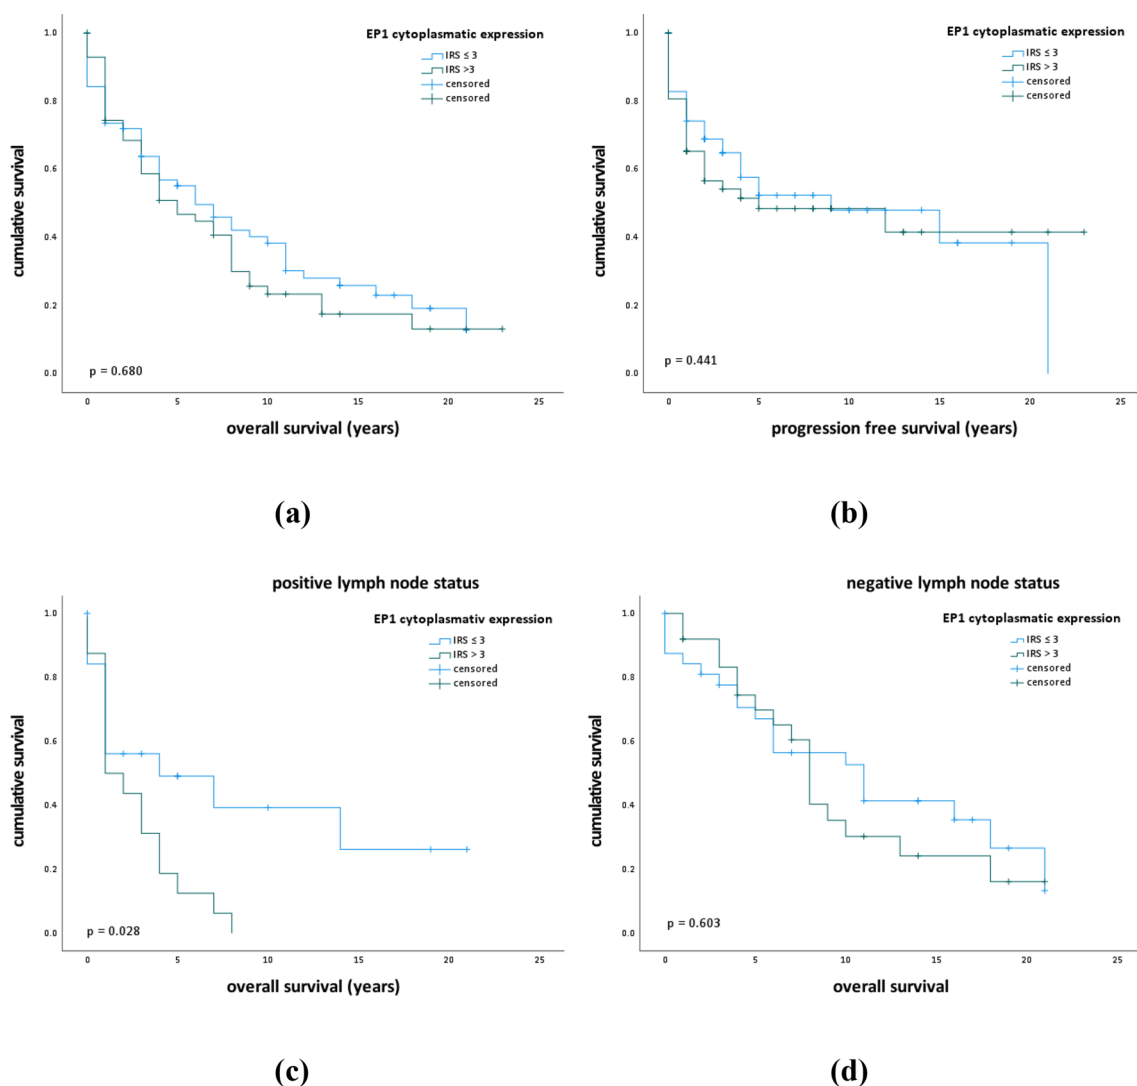 EP1 cytoplasmatic expression
IRS ≤ 3
IRS >3
censored
censored
cumulative survival
1.0
0.8
0.6
0.4
0.2
0.0
p = 0.680
0 5 10 15 20 25
overall survival (years)
(a)
EP1 cytoplasmatic expression
IRS ≤ 3
IRS > 3
censored
censored
cumulative survival
1.0
0.8
0.6
0.4
0.2
0.0
p = 0.441
0 5 10 15 20 25
progression free survival (years)
(b)
positive lymph node status
EP1 cytoplasmativ expression
IRS ≤ 3
IRS > 3
censored
censored
cumulative survival
1.0
0.8
0.6
0.4
0.2
0.0
p = 0.028
0 5 10 15 20 25
overall survival (years)
(c)
negative lymph node status
EP1 cytoplasmatic expression
IRS ≤ 3
IRS > 3
censored
censored
cumulative survival
1.0
0.8
0.6
0.4
0.2
0.0
p = 0.603
0 5 10 15 20 25
overall survival
(d)